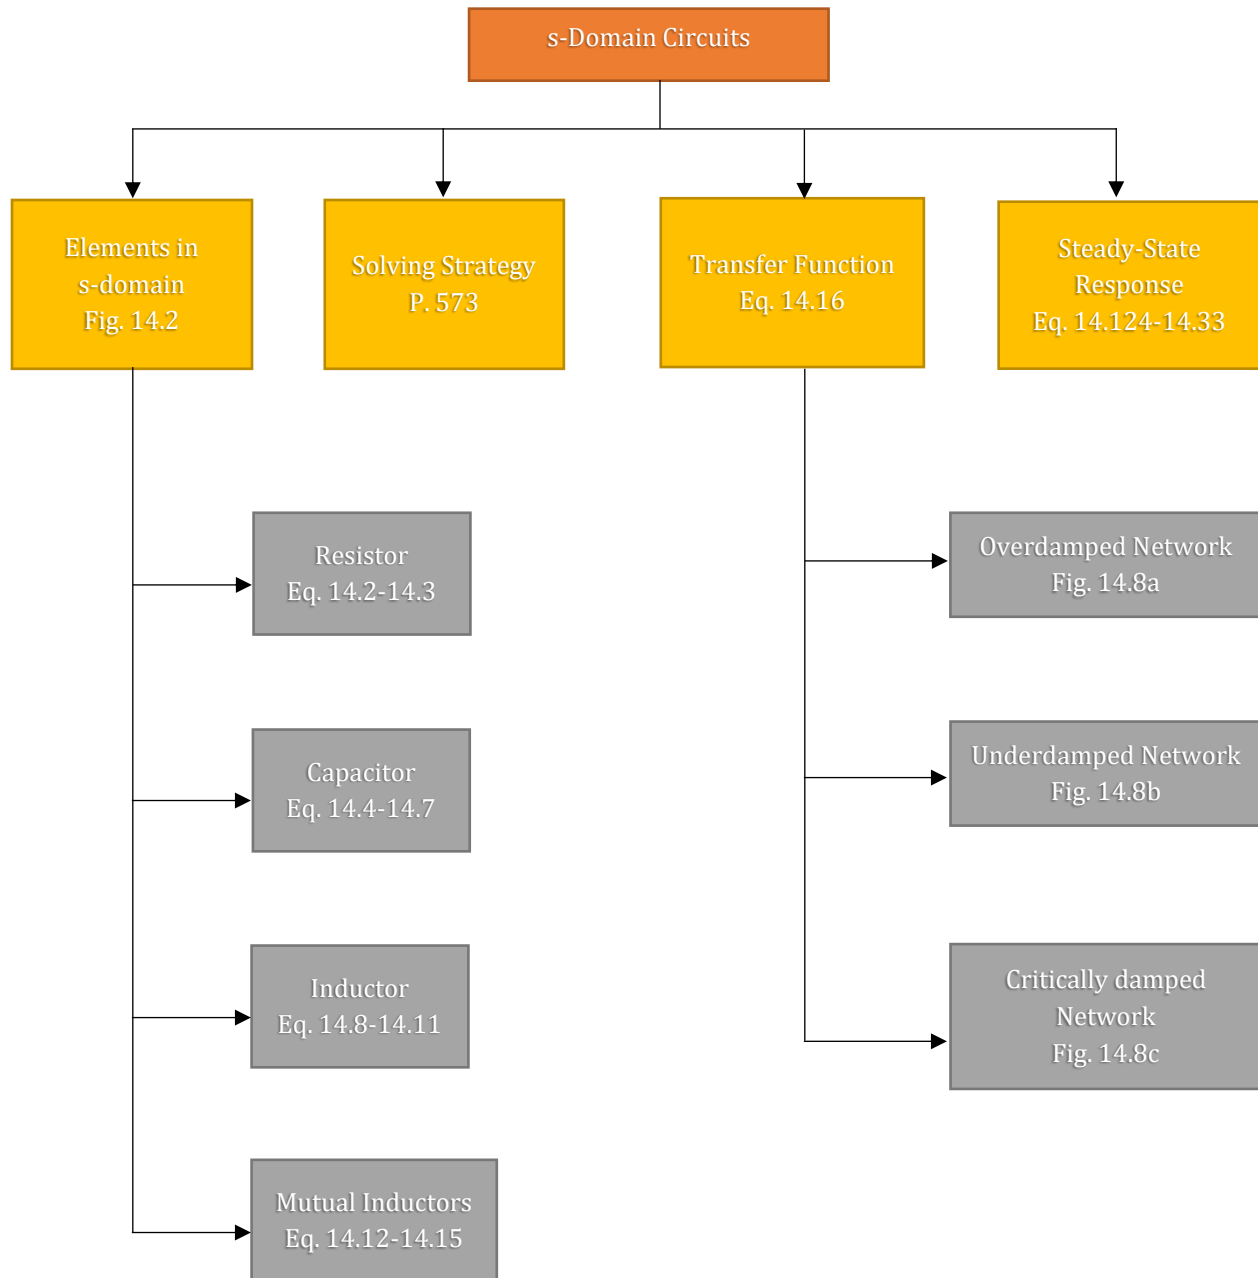 s-Domain Circuits
Elements in
s-domain
Fig. 14.2
Solving Strategy
P. 573
Transfer Function
Eq. 14.16
Steady-State
Response
Eq. 14.124-14.33
Resistor
Eq. 14.2-14.3
Capacitor
Eq. 14.4-14.7
Inductor
Eq. 14.8-14.11
Mutual Inductors
Eq. 14.12-14.15
Overdamped Network
Fig. 14.8a
Underdamped Network
Fig. 14.8b
Critically damped
Network
Fig. 14.8c